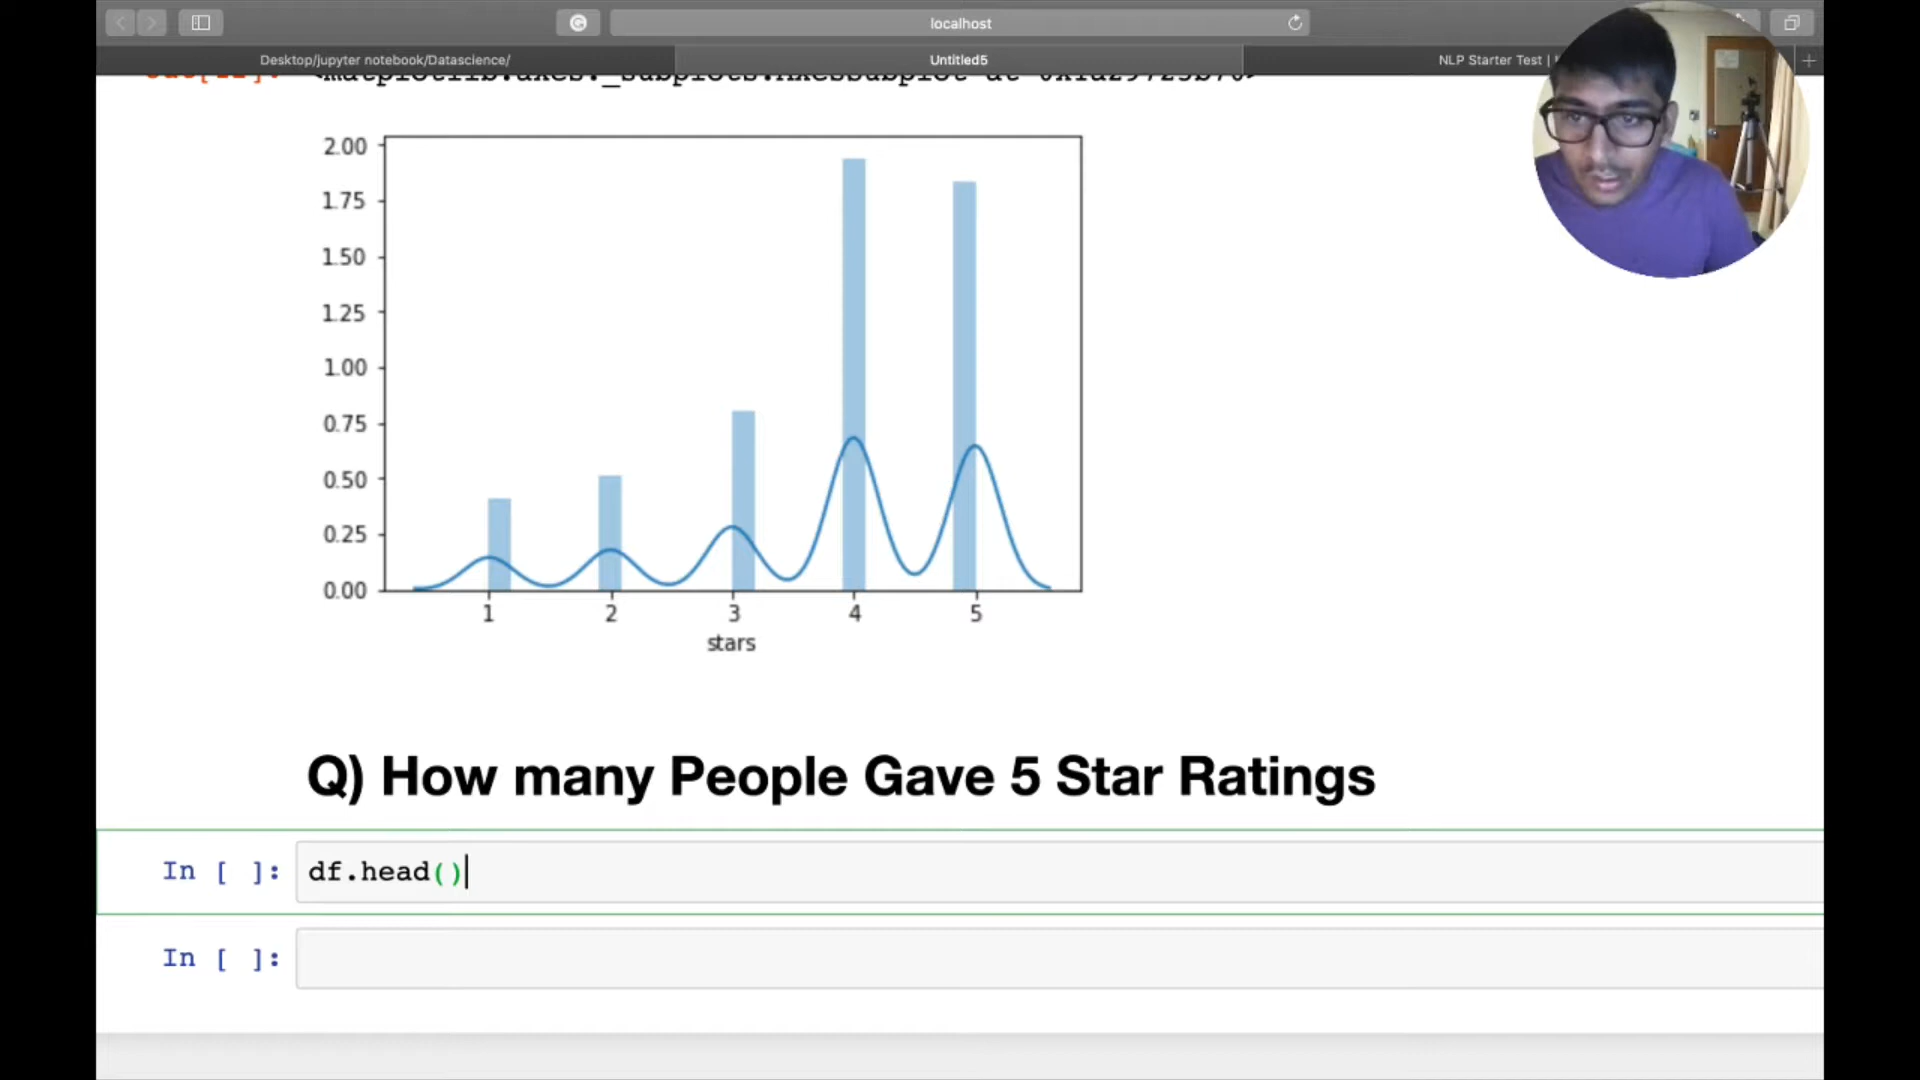 localhost
Desktop/jupyter notebook/Datascience/
Untitled5
NLP Starter Test |
2.00
1.75
1.50
1.25
1.00
0.75
0.50
0.25
0.00
1 2 3 4 5
stars
Q) How many People Gave 5 Star Ratings
In [ ]: df.head()
In [ ]: